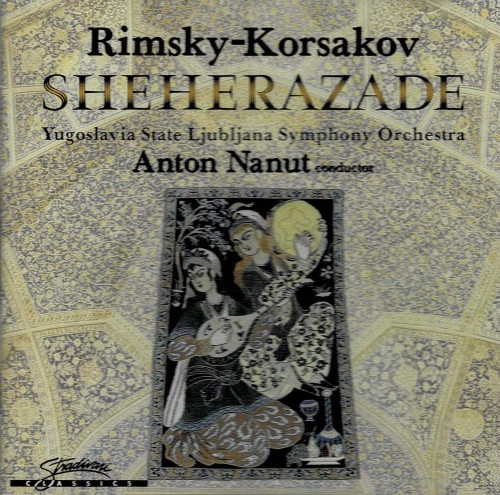 Rimsky-Korsakov
SHEHERAZADE
Yugoslavia State Ljubljana Symphony Orchestra
Anton Nanut conductor
Stradivari
CLASSICS